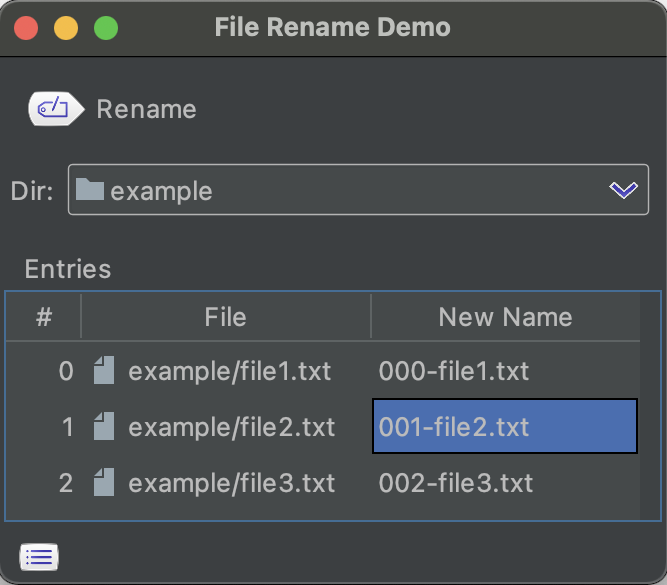 File Rename Demo
Rename
Dir: example
Entries
# File New Name
0 example/file1.txt 000-file1.txt
1 example/file2.txt 001-file2.txt
2 example/file3.txt 002-file3.txt